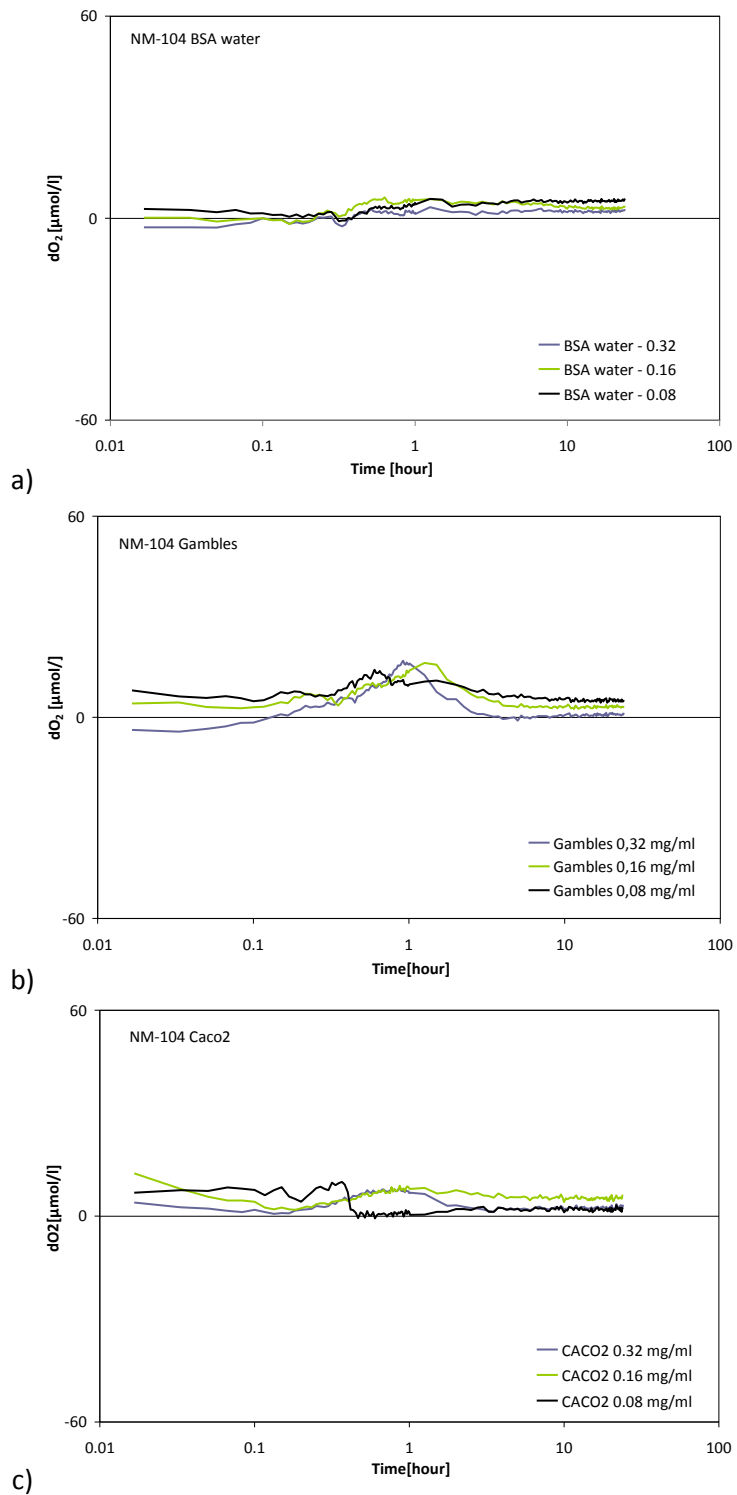 60
NM-104 BSA water
dO₂ [µmol/l]
0
BSA water - 0.32
BSA water - 0.16
BSA water - 0.08
-60
0.01 0.1 1 10 100
Time [hour]
a)
60
NM-104 Gambles
dO₂ [µmol/l]
0
Gambles 0,32 mg/ml
Gambles 0,16 mg/ml
Gambles 0,08 mg/ml
-60
0.01 0.1 1 10 100
Time[hour]
b)
60
NM-104 Caco2
dO2[µmol/l]
0
CACO2 0.32 mg/ml
CACO2 0.16 mg/ml
CACO2 0.08 mg/ml
-60
0.01 0.1 1 10 100
Time[hour]
c)